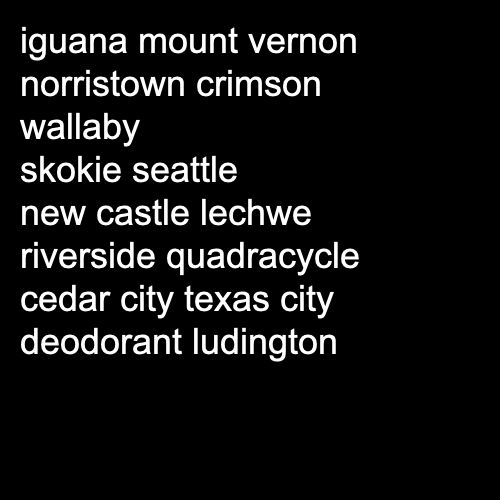 iguana mount vernon
norristown crimson
wallaby
skokie seattle
new castle lechwe
riverside quadracycle
cedar city texas city
deodorant ludington